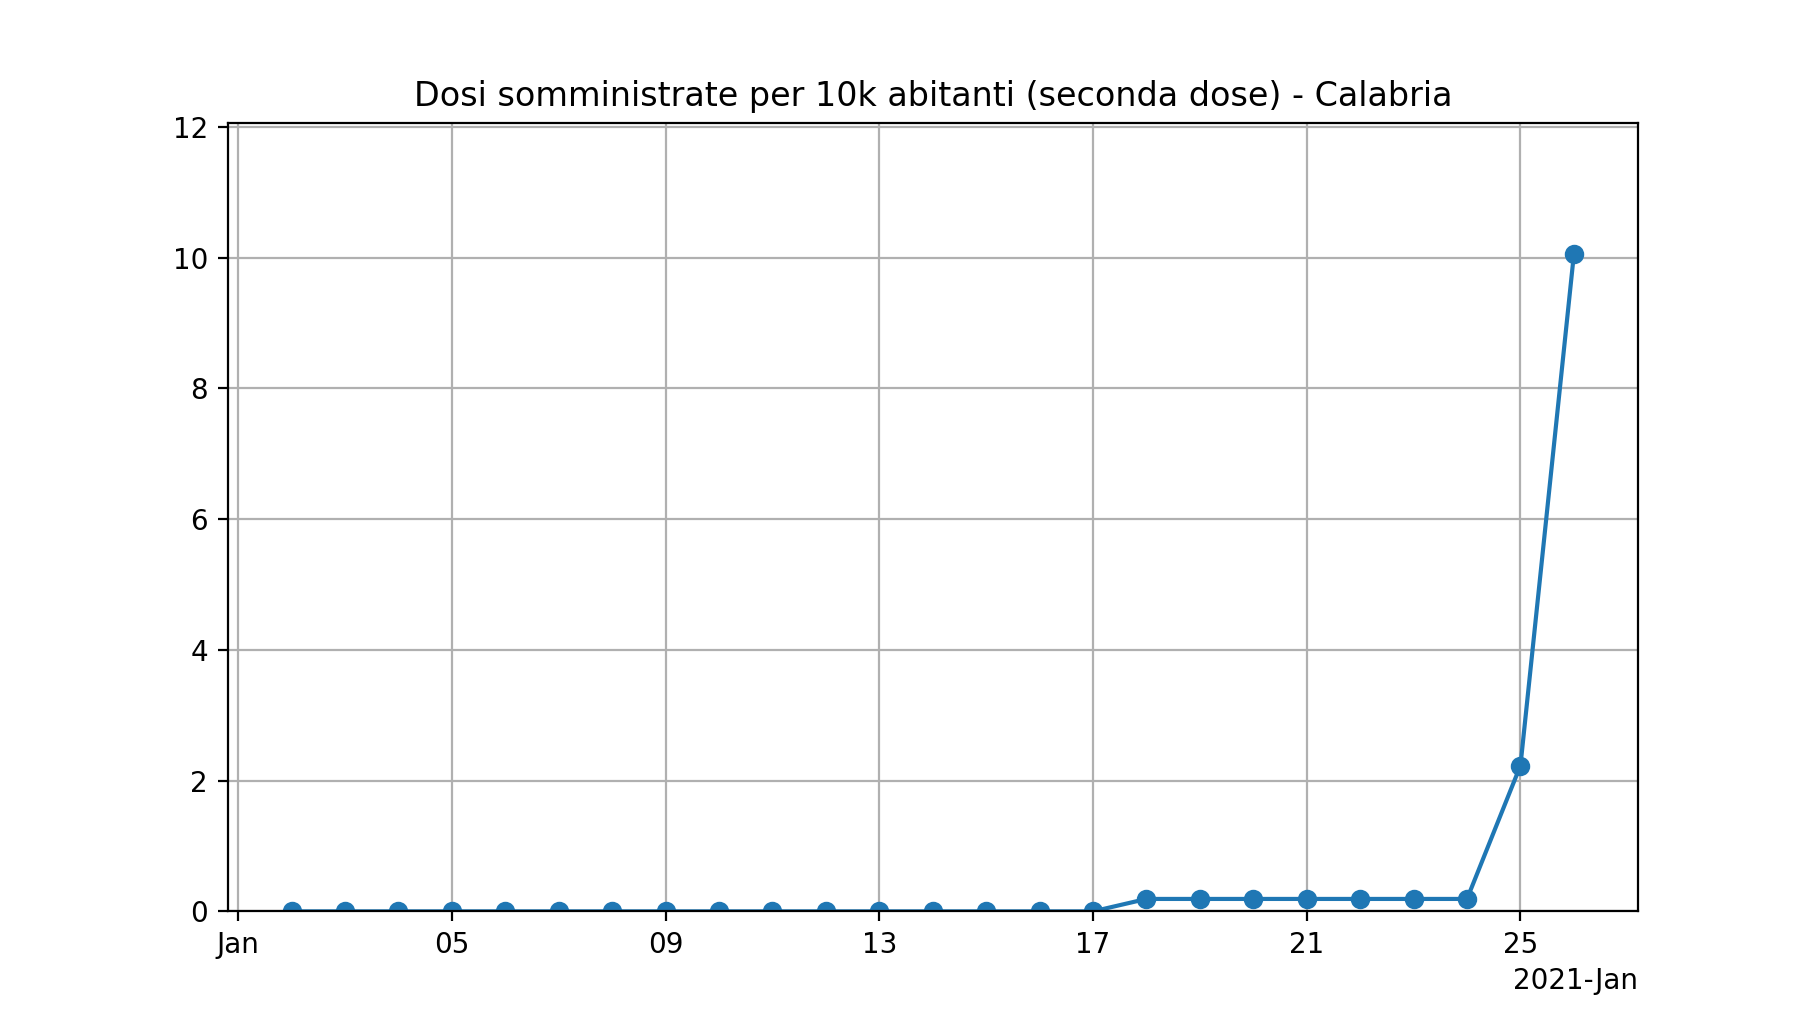 Dosi somministrate per 10k abitanti (seconda dose) - Calabria
12
10
8
6
4
2
0
Jan 05 09 13 17 21 25
2021-Jan